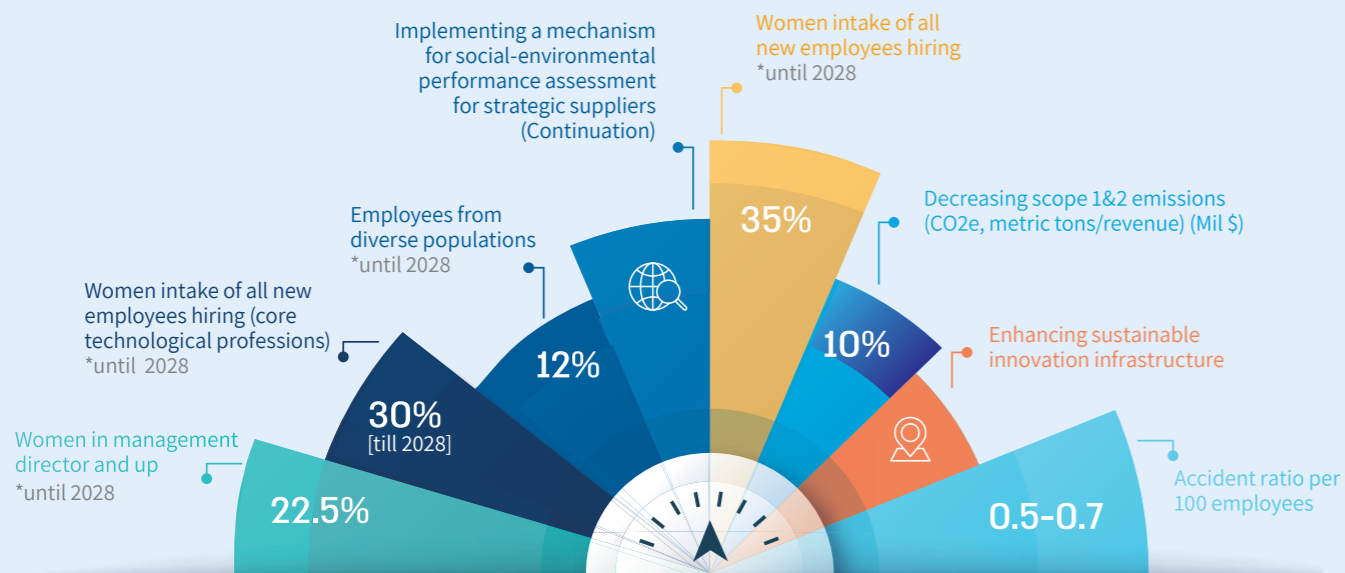 Women in management
director and up
*until 2028
22.5%
Women intake of all new
employees hiring (core
technological professions)
*until 2028
30%
[till 2028]
Employees from
diverse populations
*until 2028
12%
Implementing a mechanism
for social-environmental
performance assessment
for strategic suppliers
(Continuation)
Women intake of all
new employees hiring
*until 2028
35%
Decreasing scope 1&2 emissions
(CO2e, metric tons/revenue) (Mil $)
10%
Enhancing sustainable
innovation infrastructure
Accident ratio per
100 employees
0.5-0.7